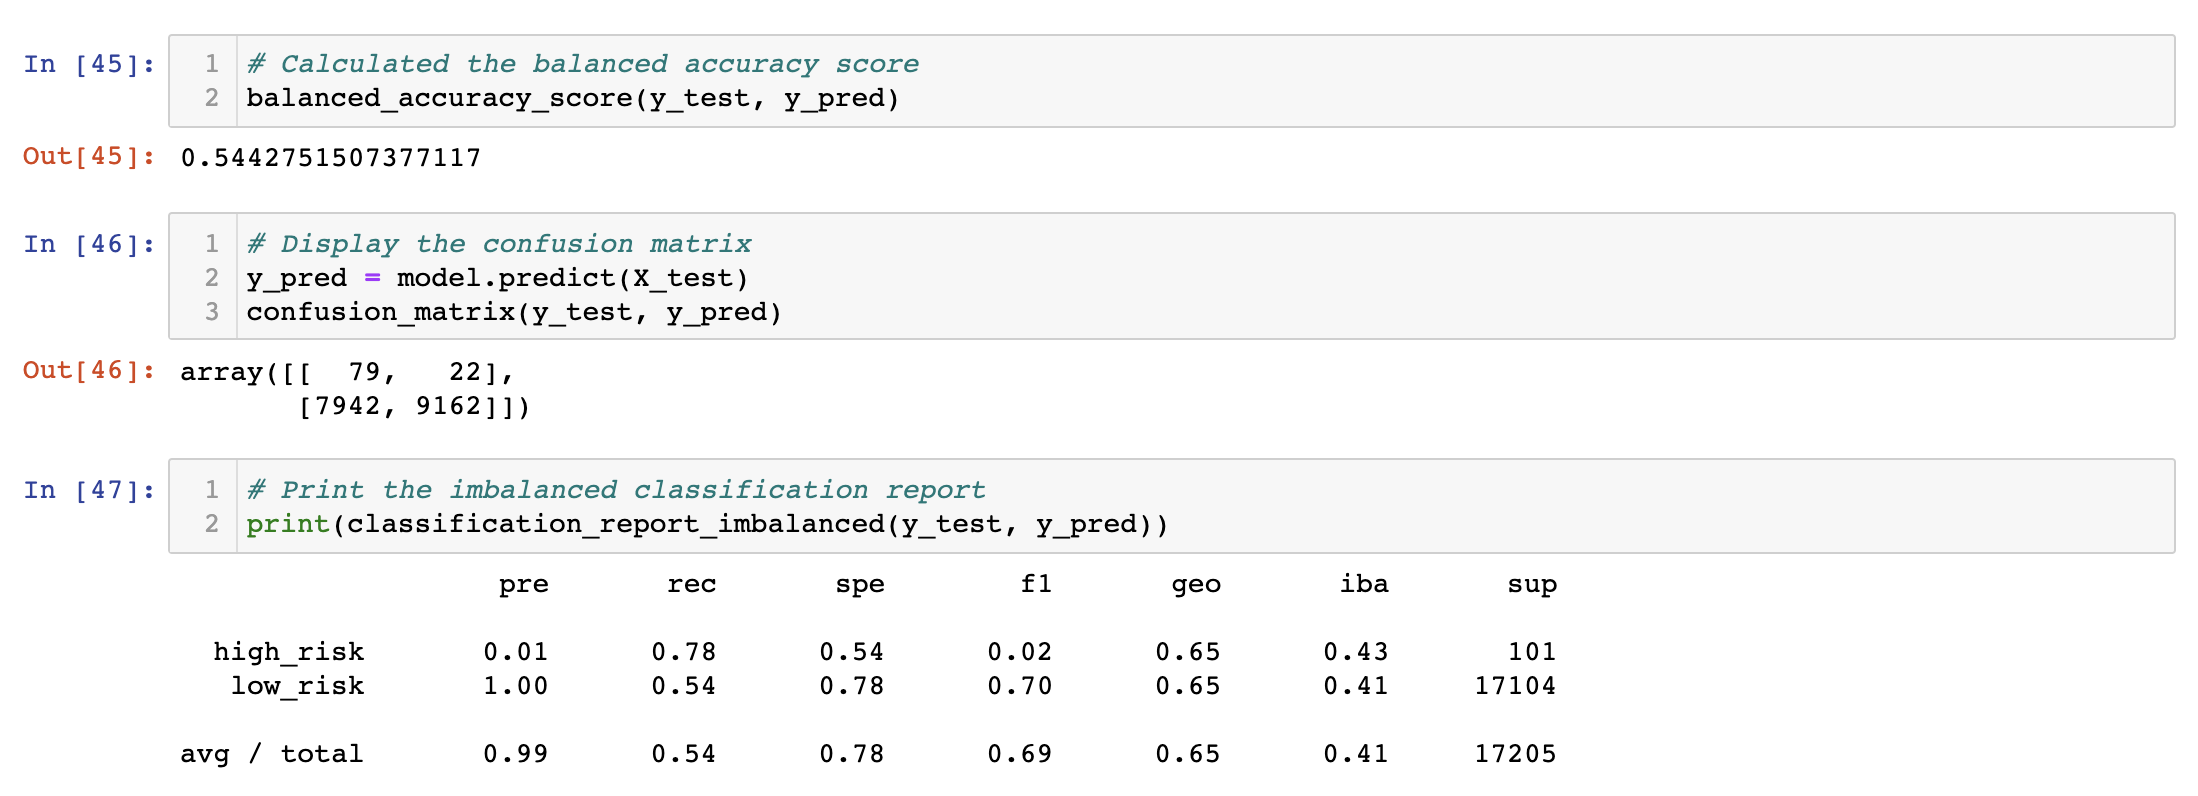 In [45]: 1 # Calculated the balanced accuracy score
2 balanced_accuracy_score(y_test, y_pred)
Out[45]: 0.5442751507377117
In [46]: 1 # Display the confusion matrix
2 y_pred = model.predict(X_test)
3 confusion_matrix(y_test, y_pred)
Out[46]: array([[  79,   22],
       [7942, 9162]])
In [47]: 1 # Print the imbalanced classification report
2 print(classification_report_imbalanced(y_test, y_pred))
pre rec spe f1 geo iba sup
high_risk 0.01 0.78 0.54 0.02 0.65 0.43 101
low_risk 1.00 0.54 0.78 0.70 0.65 0.41 17104
avg / total 0.99 0.54 0.78 0.69 0.65 0.41 17205